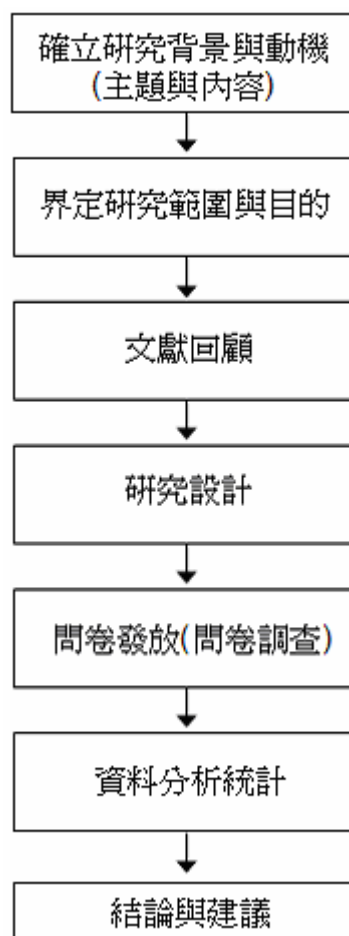 確立研究背景與動機
(主題與內容)
界定研究範圍與目的
文獻回顧
研究設計
問卷發放(問卷調查)
資料分析統計
結論與建議